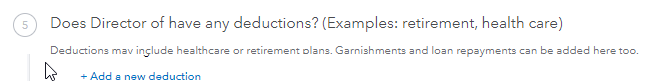 5 Does Director of have any deductions? (Examples: retirement, health care)
Deductions may include healthcare or retirement plans. Garnishments and loan repayments can be added here too.
+ Add a new deduction